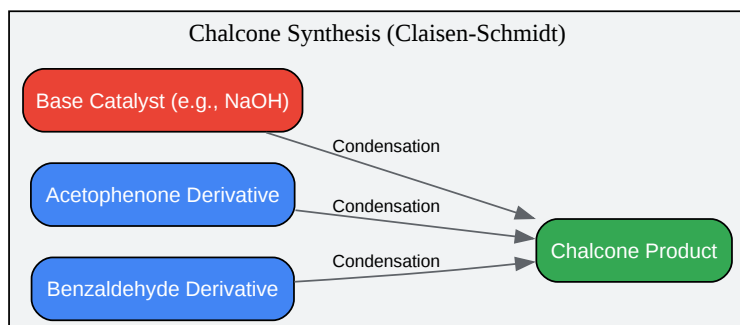 Chalcone Synthesis (Claisen-Schmidt)
Base Catalyst (e.g., NaOH)
Condensation
Acetophenone Derivative
Condensation
Chalcone Product
Condensation
Benzaldehyde Derivative